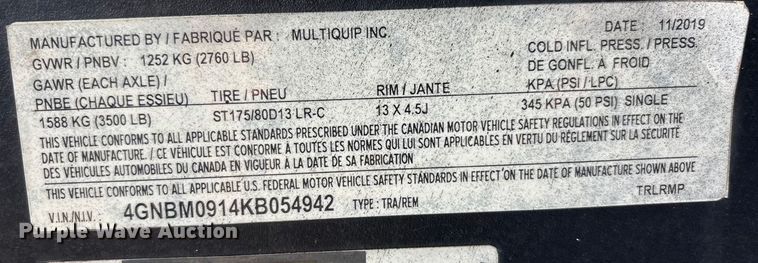 MANUFACTURED BY / FABRIQUÉ PAR : MULTIQUIP INC. DATE : 11/2019
GVWR / PNBV : 1252 KG (2760 LB) COLD INFL. PRESS. / PRESS.
GAWR (EACH AXLE) / DE GONFL. À FROID
PNBE (CHAQUE ESSIEU) TIRE / PNEU RIM / JANTE KPA (PSI / LPC)
1588 KG (3500 LB) ST175/80D13 LR-C 13 X 4.5J 345 KPA (50 PSI) SINGLE
THIS VEHICLE CONFORMS TO ALL APPLICABLE STANDARDS PRESCRIBED UNDER THE CANADIAN MOTOR VEHICLE SAFETY REGULATIONS IN EFFECT ON THE
DATE OF MANUFACTURE. / CE VÉHICULE EST CONFORME À TOUTES LES NORMES QUI LUI SONT APPLICABLES EN VERTU DU RÈGLEMENT SUR LA SÉCURITÉ
DES VÉHICULES AUTOMOBILES DU CANADA EN VIGUEUR À LA DATE DE SA FABRICATION
THIS VEHICLE CONFORMS TO ALL APPLICABLE U.S. FEDERAL MOTOR VEHICLE SAFETY STANDARDS IN EFFECT ON THE DATE OF MANUFACTURE SHOWN ABOVE
V.I.N./N.I.V. 4GNBM0914KB054942 TYPE : TRA/REM TRLRMP
Purple Wave Auction